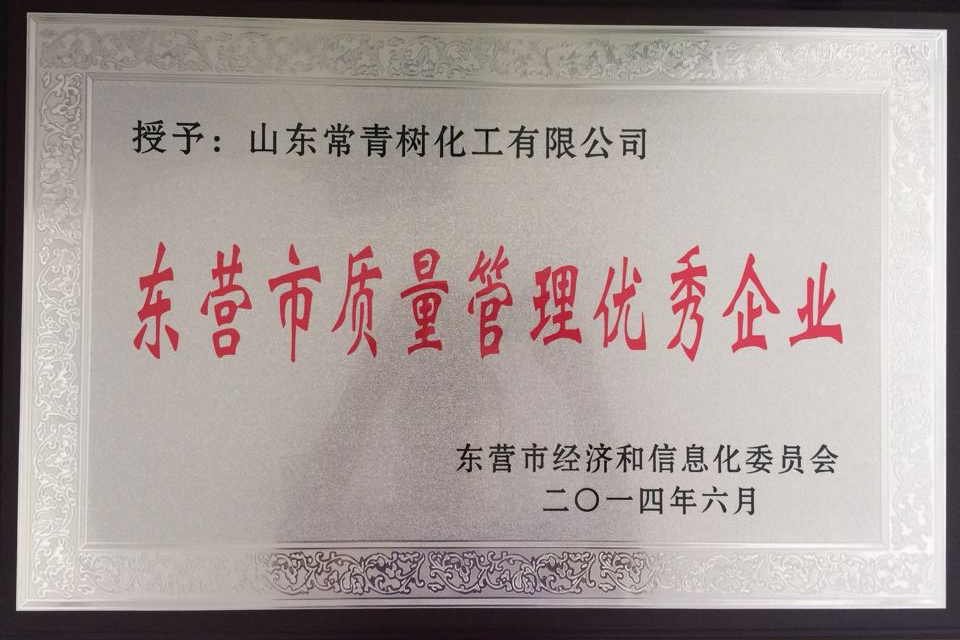 授予：山东常青树化工有限公司
东营市质量管理优秀企业
东营市经济和信息化委员会
二〇一四年六月